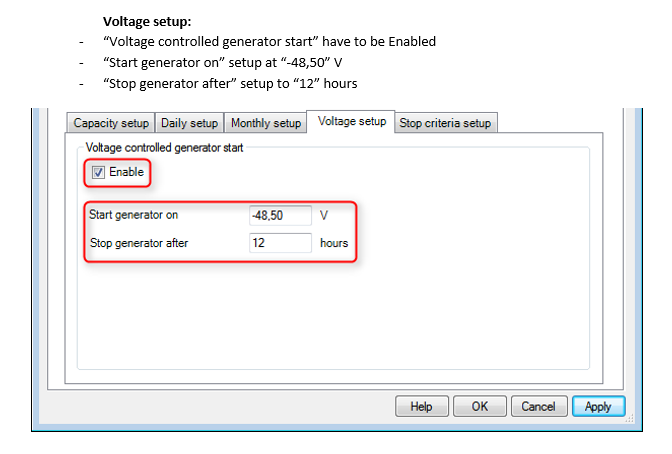 Voltage setup:
- “Voltage controlled generator start” have to be Enabled
- “Start generator on” setup at “-48,50” V
- “Stop generator after” setup to “12” hours
Capacity setup Daily setup Monthly setup Voltage setup Stop criteria setup
Voltage controlled generator start
Enable
Start generator on -48,50 V
Stop generator after 12 hours
Help OK Cancel Apply